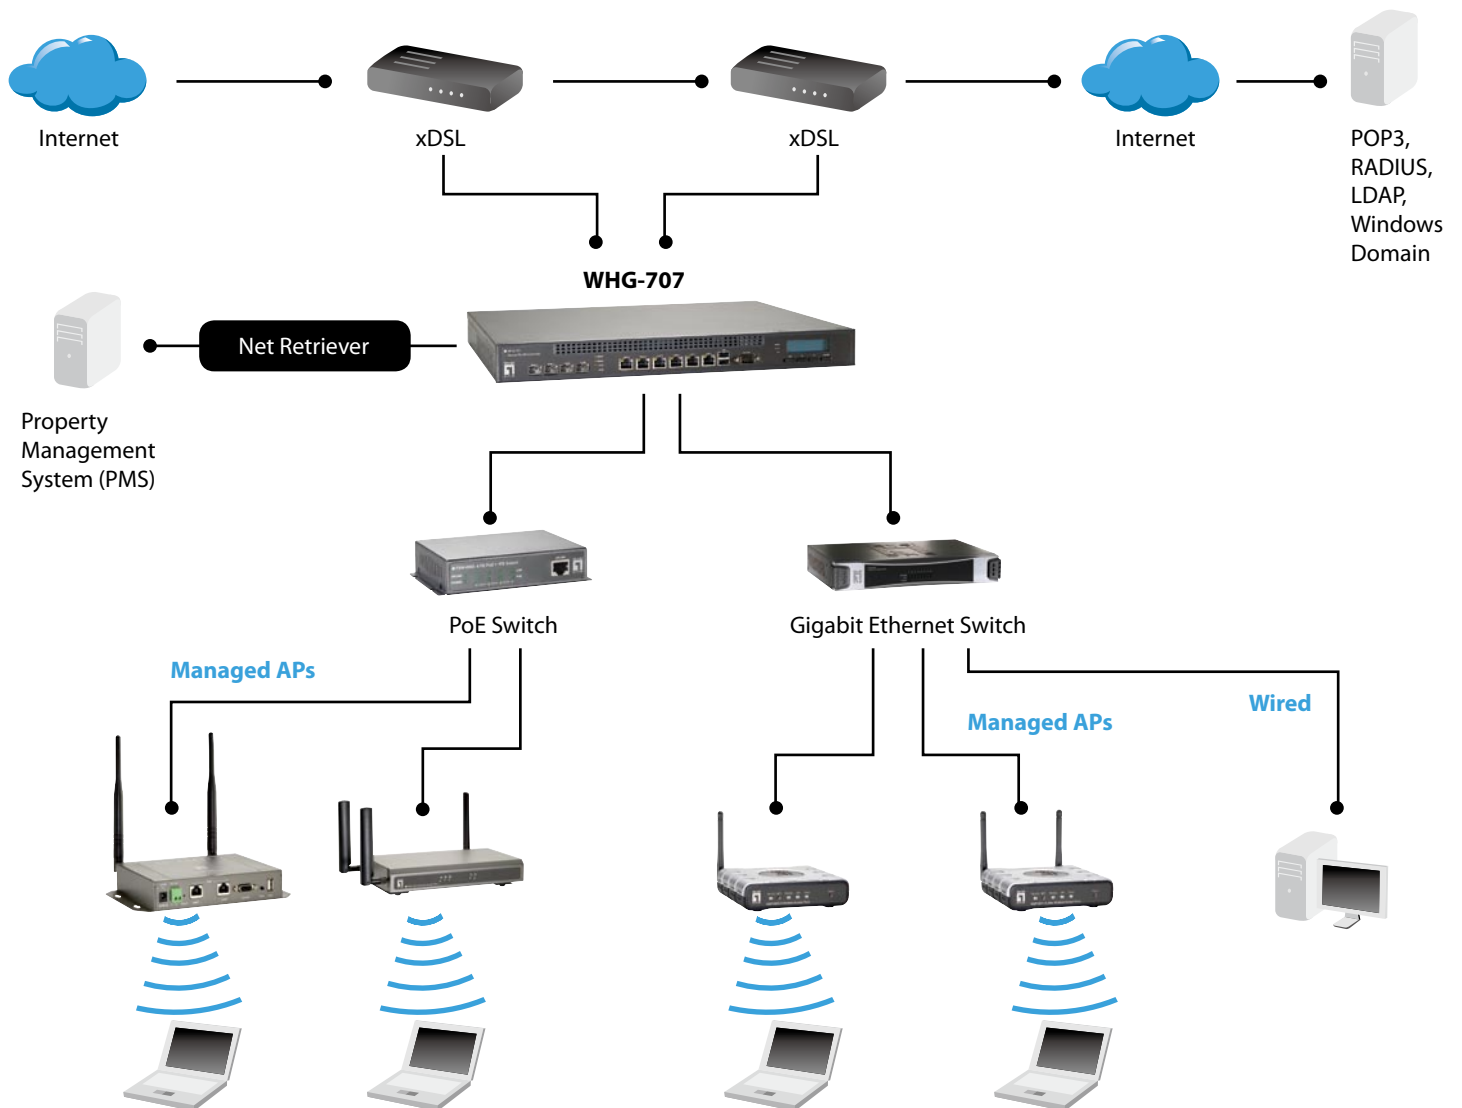 Internet
xDSL
xDSL
Internet
POP3,
RADIUS,
LDAP,
Windows
Domain
WHG-707
Net Retriever
Property
Management
System (PMS)
PoE Switch
Gigabit Ethernet Switch
Managed APs
Wired
Managed APs